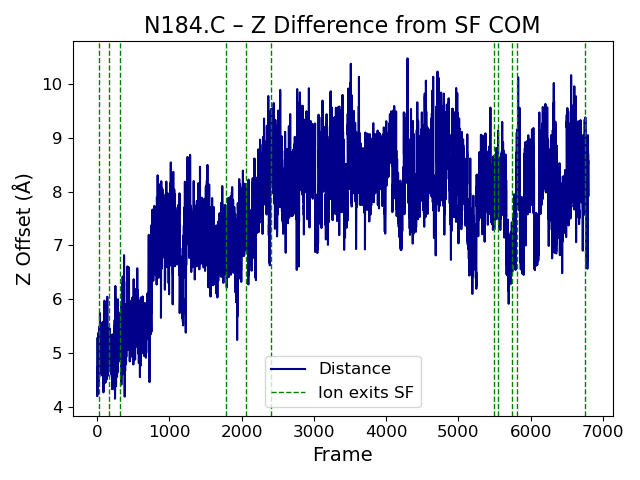 N184.C – Z Difference from SF COM
Z Offset (Å)
10
9
8
7
6
5
4
Distance
Ion exits SF
0 1000 2000 3000 4000 5000 6000 7000
Frame